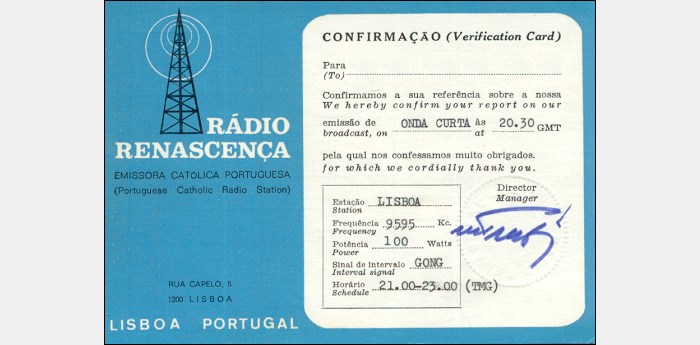 RÁDIO
RENASCENÇA
EMISSORA CATOLICA PORTUGUESA
(Portuguese Catholic Radio Station)
RUA CAPELO, 5
1200 LISBOA
LISBOA PORTUGAL
CONFIRMAÇÃO (Verification Card)
Para
(To)
Confirmamos a sua referência sobre a nossa
We hereby confirm your report on our
emissão de ONDA CURTA às 20.30 GMT
broadcast, on at
pela qual nos confessamos muito obrigados.
for which we cordially thank you.
Estação LISBOA
Station
Frequência 9595 Kc.
Frequency
Potência 100 Watts
Power
Sinal de intervalo GONG
Interval signal
Horário 21.00-23.00 (TMG)
Schedule
Director
Manager